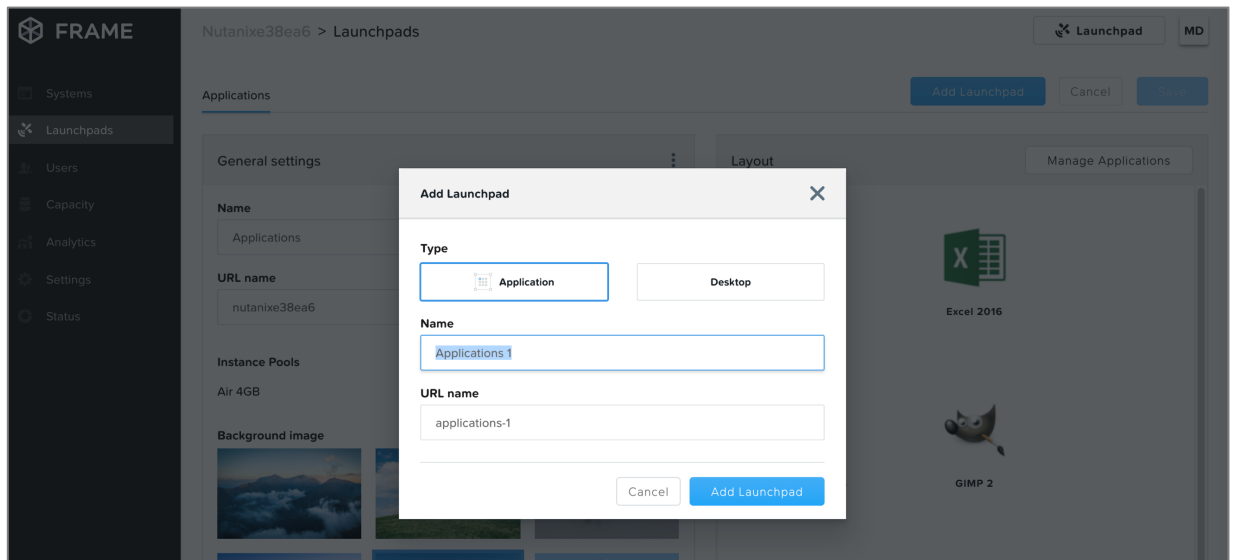 FRAME
Nutanixe38ea6 > Launchpads
Launchpad
MD
Systems
Launchpads
Users
Capacity
Analytics
Settings
Status
Applications
Add Launchpad
Cancel
Save
General settings
Name
Applications
URL name
nutanixe38ea6
Instance Pools
Air 4GB
Background image
Add Launchpad
Type
Application
Desktop
Name
Applications 1
URL name
applications-1
Cancel
Add Launchpad
Layout
Manage Applications
Excel 2016
GIMP 2